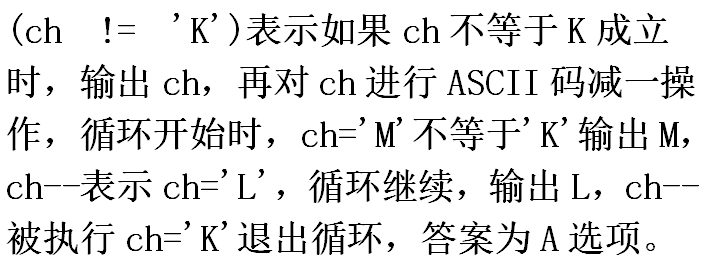 (ch  !=  'K')表示如果 ch 不等于 K 成立
时，输出 ch，再对 ch 进行 ASCII 码减一操
作，循环开始时，ch='M'不等于'K'输出 M，
ch--表示 ch='L'，循环继续，输出 L，ch--
被执行 ch='K'退出循环，答案为 A 选项。